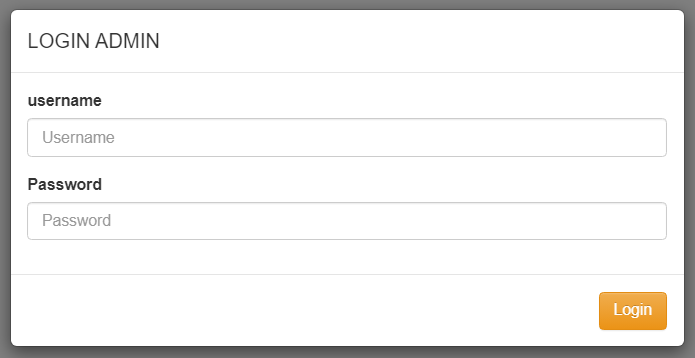 LOGIN ADMIN
username
Username
Password
Password
Login